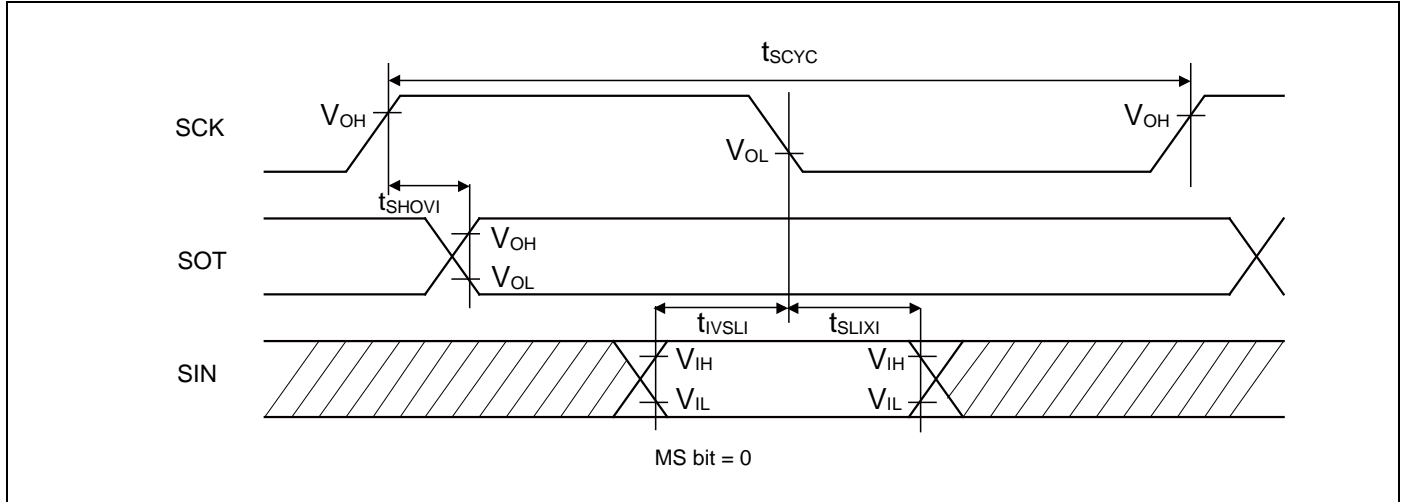 tSCYC
SCK
VOH
VOL
VOH
tSHOVI
SOT
VOH
VOL
tIVSLI
tSLIXI
SIN
VIH
VIH
VIL
VIL
MS bit = 0